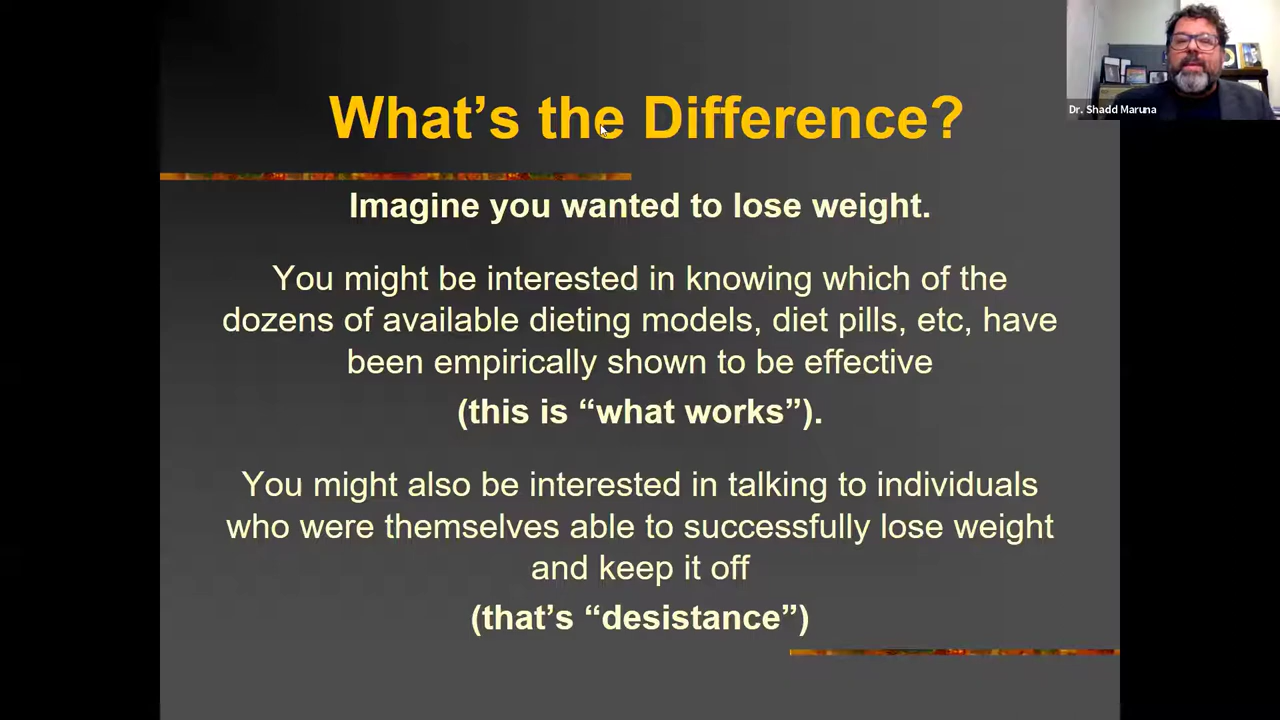 What’s the Difference?
Dr. Shadd Maruna
Imagine you wanted to lose weight.
You might be interested in knowing which of the
dozens of available dieting models, diet pills, etc, have
been empirically shown to be effective
(this is “what works”).
You might also be interested in talking to individuals
who were themselves able to successfully lose weight
and keep it off
(that’s “desistance”)